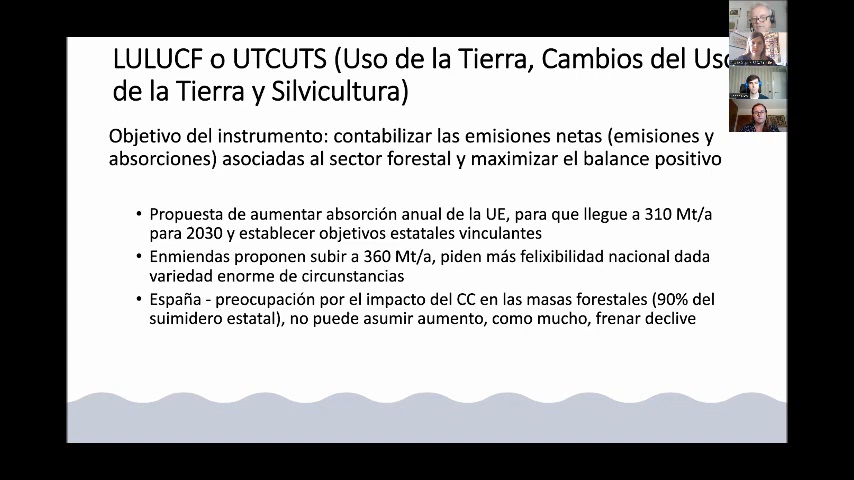 LULUCF o UTCUTS (Uso de la Tierra, Cambios del Uso
de la Tierra y Silvicultura)
Objetivo del instrumento: contabilizar las emisiones netas (emisiones y
absorciones) asociadas al sector forestal y maximizar el balance positivo
• Propuesta de aumentar absorción anual de la UE, para que llegue a 310 Mt/a
para 2030 y establecer objetivos estatales vinculantes
• Enmiendas proponen subir a 360 Mt/a, piden más felixibilidad nacional dada
variedad enorme de circunstancias
• España - preocupación por el impacto del CC en las masas forestales (90% del
suimidero estatal), no puede asumir aumento, como mucho, frenar declive